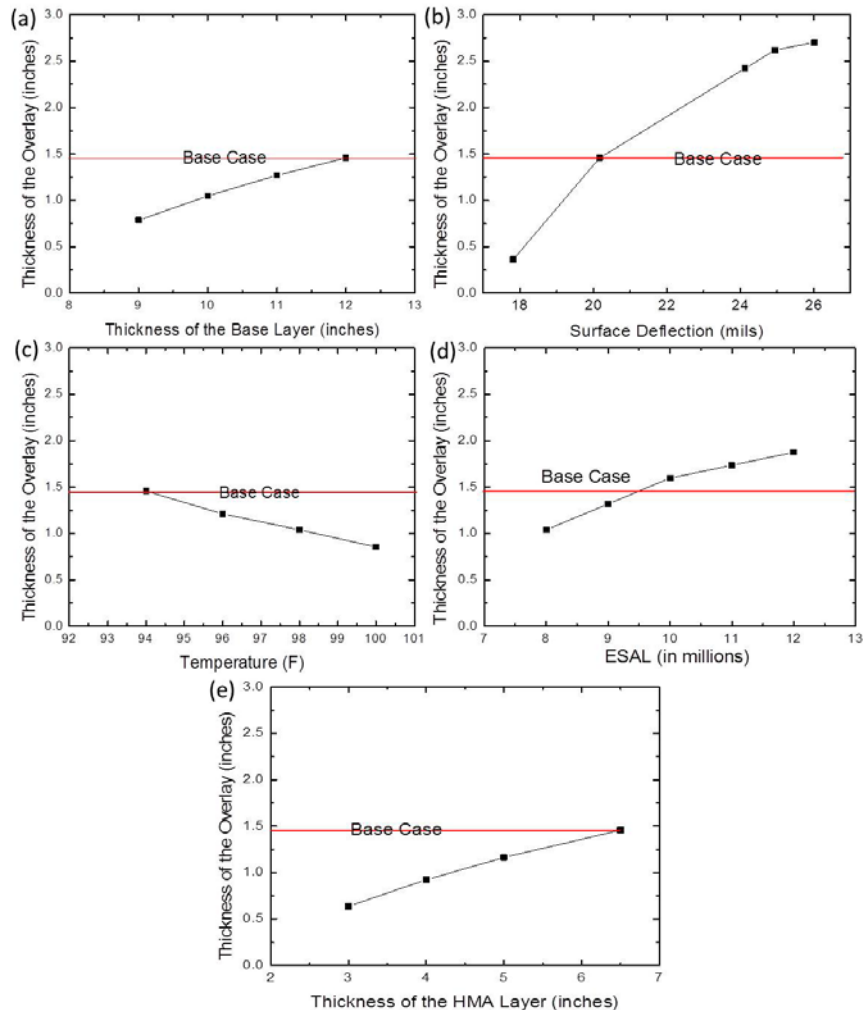 (a)
Thickness of the Overlay (inches)
3.0
2.5
2.0
1.5
1.0
0.5
0.0
Base Case
8 9 10 11 12 13
Thickness of the Base Layer (inches)
(b)
Thickness of the Overlay (inches)
3.0
2.5
2.0
1.5
1.0
0.5
0.0
Base Case
18 20 22 24 26
Surface Deflection (mils)
(c)
Thickness of the Overlay (inches)
3.0
2.5
2.0
1.5
1.0
0.5
0.0
Base Case
92 93 94 95 96 97 98 99 100 101
Temperature (F)
(d)
Thickness of the Overlay (inches)
3.0
2.5
2.0
1.5
1.0
0.5
0.0
Base Case
7 8 9 10 11 12 13
ESAL (in millions)
(e)
Thickness of the Overlay (inches)
3.0
2.5
2.0
1.5
1.0
0.5
0.0
Base Case
2 3 4 5 6 7
Thickness of the HMA Layer (inches)